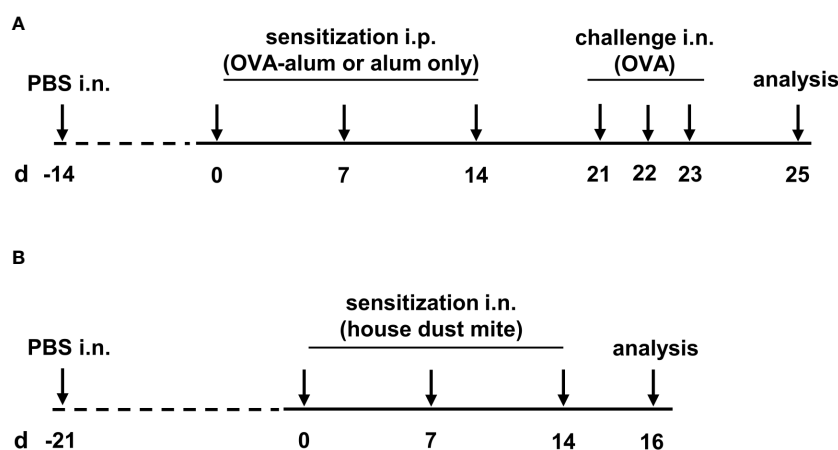 A
sensitization i.p.
(OVA-alum or alum only)
challenge i.n.
(OVA)
PBS i.n.
analysis
d -14 0 7 14 21 22 23 25
B
sensitization i.n.
(house dust mite)
PBS i.n.
analysis
d -21 0 7 14 16